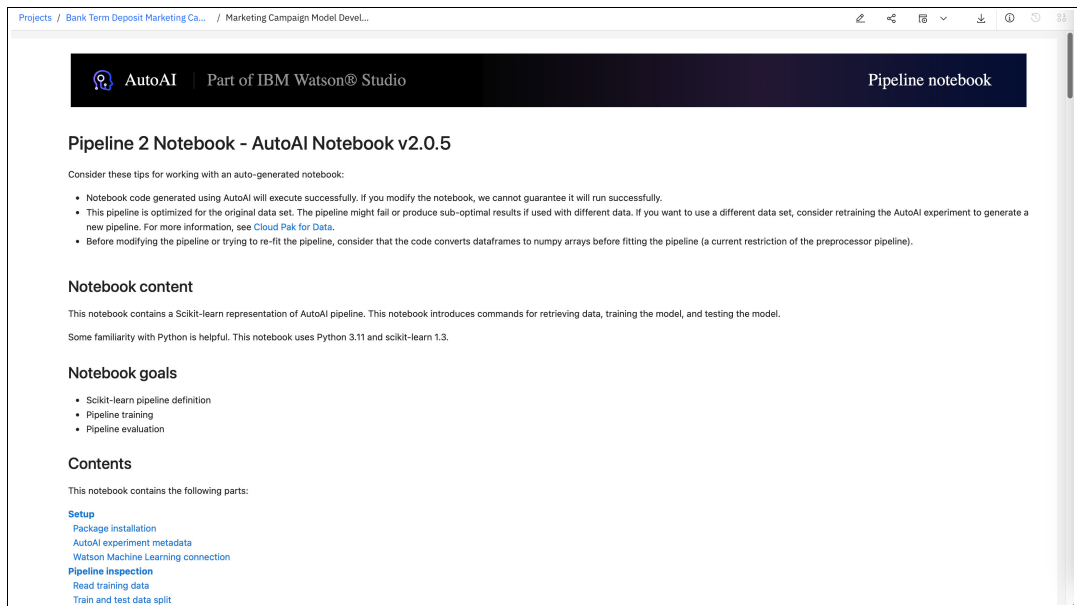 Projects / Bank Term Deposit Marketing Ca... / Marketing Campaign Model Devel...
AutoAI Part of IBM Watson® Studio Pipeline notebook
Pipeline 2 Notebook - AutoAI Notebook v2.0.5
Consider these tips for working with an auto-generated notebook:
• Notebook code generated using AutoAI will execute successfully. If you modify the notebook, we cannot guarantee it will run successfully.
• This pipeline is optimized for the original data set. The pipeline might fail or produce sub-optimal results if used with different data. If you want to use a different data set, consider retraining the AutoAI experiment to generate a
new pipeline. For more information, see Cloud Pak for Data.
• Before modifying the pipeline or trying to re-fit the pipeline, consider that the code converts dataframes to numpy arrays before fitting the pipeline (a current restriction of the preprocessor pipeline).
Notebook content
This notebook contains a Scikit-learn representation of AutoAI pipeline. This notebook introduces commands for retrieving data, training the model, and testing the model.
Some familiarity with Python is helpful. This notebook uses Python 3.11 and scikit-learn 1.3.
Notebook goals
• Scikit-learn pipeline definition
• Pipeline training
• Pipeline evaluation
Contents
This notebook contains the following parts:
Setup
Package installation
AutoAI experiment metadata
Watson Machine Learning connection
Pipeline inspection
Read training data
Train and test data split